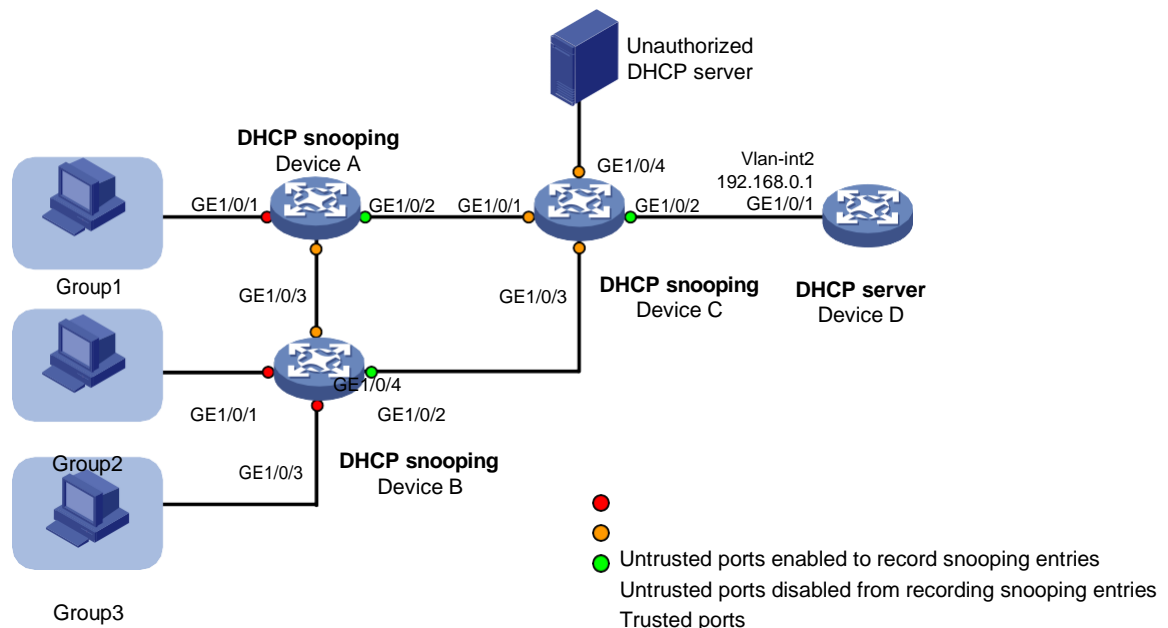 Unauthorized
DHCP server
DHCP snooping
Device A
GE1/0/4
Vlan-int2
192.168.0.1
GE1/0/1
GE1/0/2
GE1/0/1
GE1/0/2
GE1/0/1
Group1
GE1/0/3
GE1/0/3
DHCP snooping
Device C
DHCP server
Device D
GE1/0/4
GE1/0/1
GE1/0/2
Group2
GE1/0/3
DHCP snooping
Device B
Untrusted ports enabled to record snooping entries
Untrusted ports disabled from recording snooping entries
Trusted ports
Group3